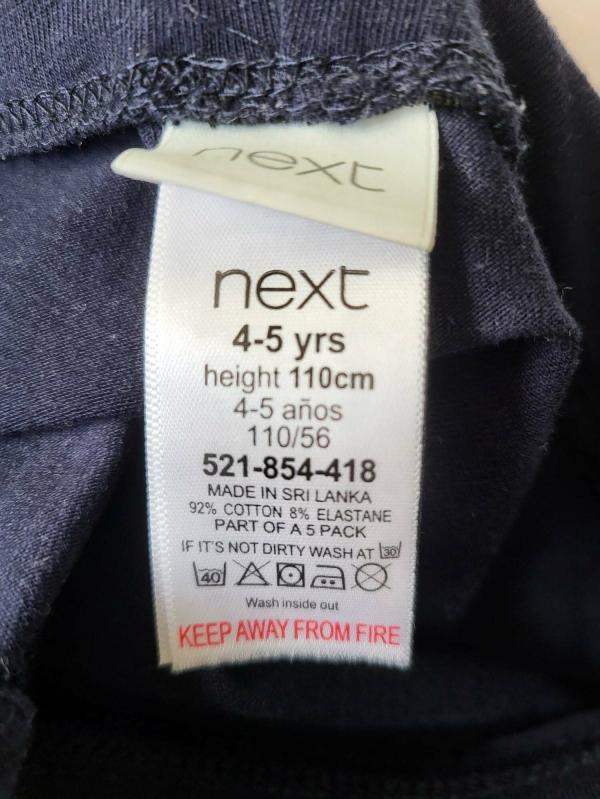 next
next
4-5 yrs
height 110cm
4-5 años
110/56
521-854-418
MADE IN SRI LANKA
92% COTTON 8% ELASTANE
PART OF A 5 PACK
IF IT'S NOT DIRTY WASH AT 30
40
Wash inside out
KEEP AWAY FROM FIRE